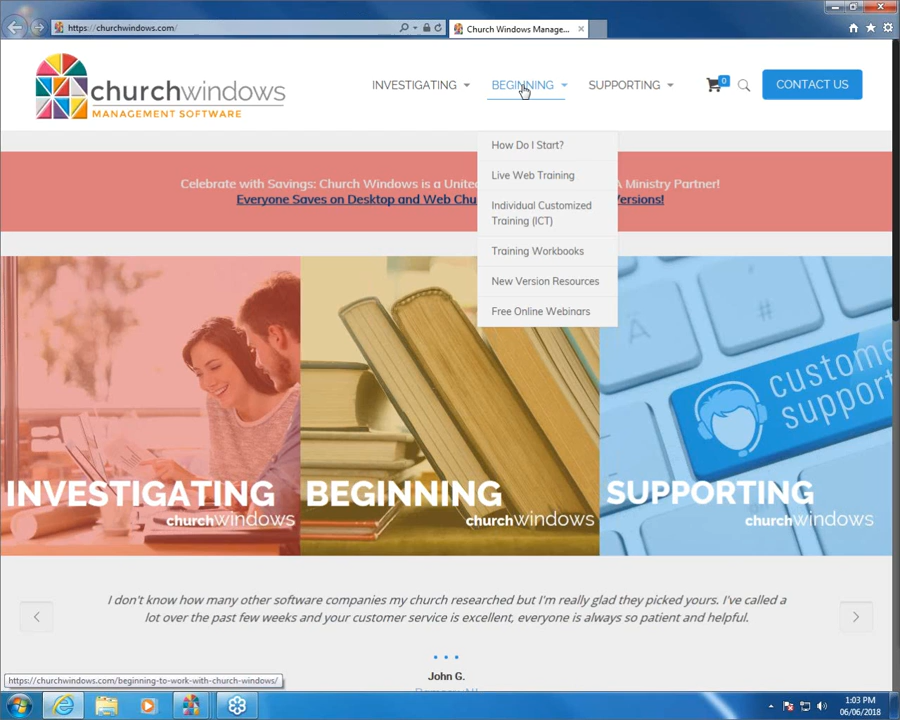 https://churchwindows.com/
Church Windows Manage...
churchwindows
MANAGEMENT SOFTWARE
INVESTIGATING
BEGINNING
SUPPORTING
0
CONTACT US
How Do I Start?
Live Web Training
Individual Customized
Training (ICT)
Training Workbooks
New Version Resources
Free Online Webinars
Celebrate with Savings: Church Windows is a United
A Ministry Partner!
Everyone Saves on Desktop and Web Chu
ersions!
INVESTIGATING
churchwindows
BEGINNING
churchwindows
custome
support
SUPPORTING
churchwindows
I don't know how many other software companies my church researched but I'm really glad they picked yours. I've called a
lot over the past few weeks and your customer service is excellent, everyone is always so patient and helpful.
John G.
https://churchwindows.com/beginning-to-work-with-church-windows/
1:03 PM
06/06/2018